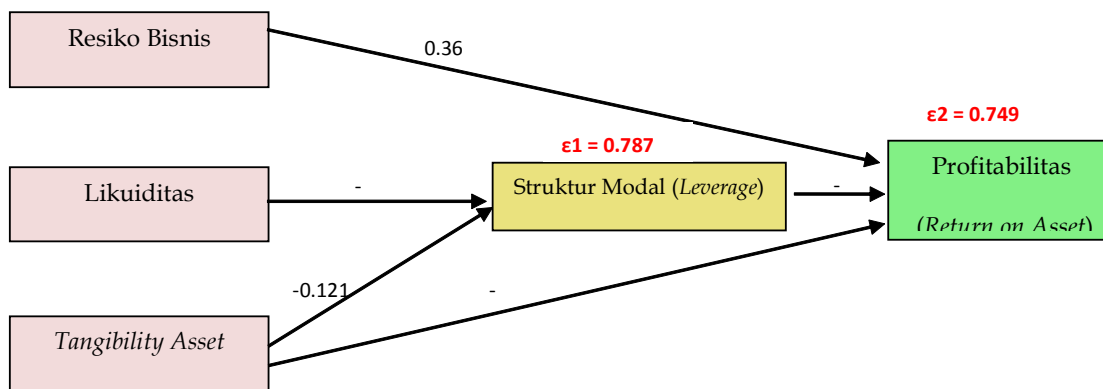 Resiko Bisnis
0.36
ε2 = 0.749
ε1 = 0.787
Likuiditas
-
Struktur Modal (Leverage)
-
Profitabilitas
(Return on Asset)
-0.121
-
Tangibility Asset